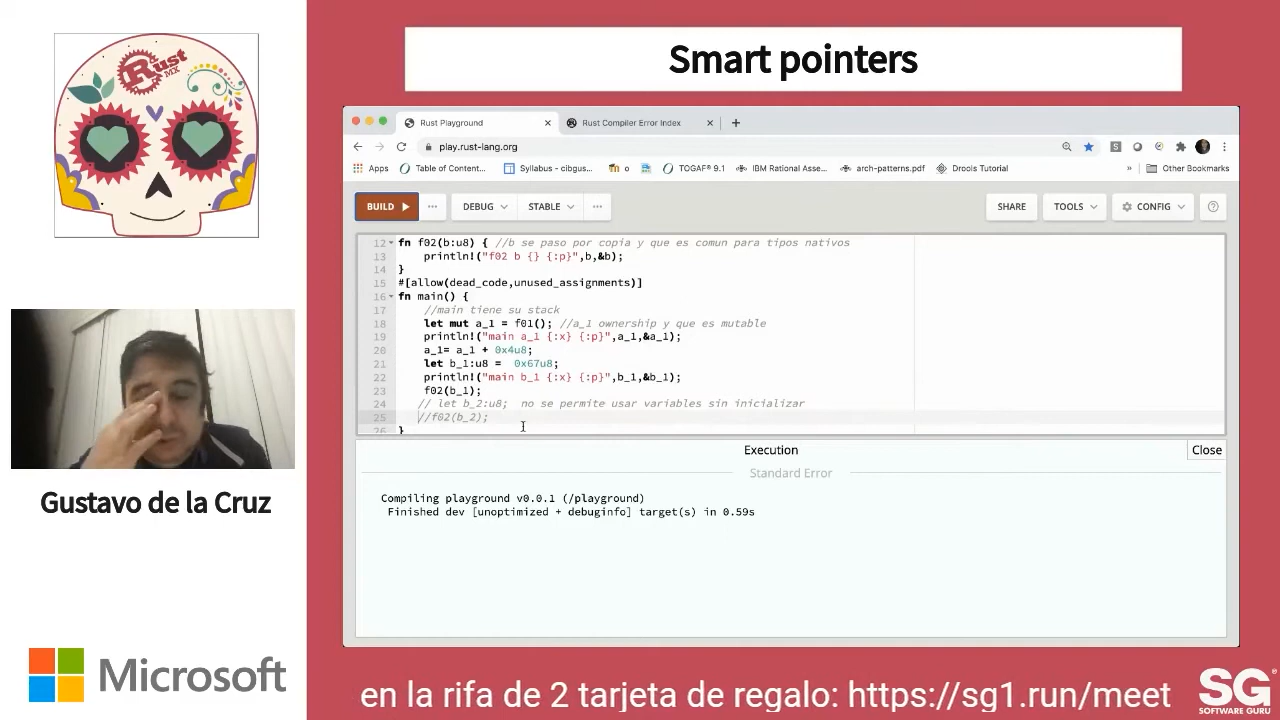 Rust
MX
Smart pointers
Rust Playground
Rust Compiler Error Index
play.rust-lang.org
Apps
Table of Content...
Syllabus - cibgus...
o
TOGAF® 9.1
IBM Rational Asse...
arch-patterns.pdf
Drools Tutorial
»
Other Bookmarks
BUILD
DEBUG
STABLE
SHARE
TOOLS
CONFIG
12 fn f02(b:u8) { //b se paso por copia y que es comun para tipos nativos
13 println!("f02 b {} {:p}",b,&b);
14 }
15 #[allow(dead_code,unused_assignments)]
16 fn main() {
17 //main tiene su stack
18 let mut a_1 = f01(); //a_1 ownership y que es mutable
19 println!("main a_1 {:x} {:p}",a_1,&a_1);
20 a_1= a_1 + 0x4u8;
21 let b_1:u8 = 0x67u8;
22 println!("main b_1 {:x} {:p}",b_1,&b_1);
23 f02(b_1);
24 // let b_2:u8; no se permite usar variables sin inicializar
25 //f02(b_2);
26 }
Execution
Close
Standard Error
Compiling playground v0.0.1 (/playground)
Finished dev [unoptimized + debuginfo] target(s) in 0.59s
Gustavo de la Cruz
Microsoft
en la rifa de 2 tarjeta de regalo: https://sg1.run/meet
SG
SOFTWARE GURU